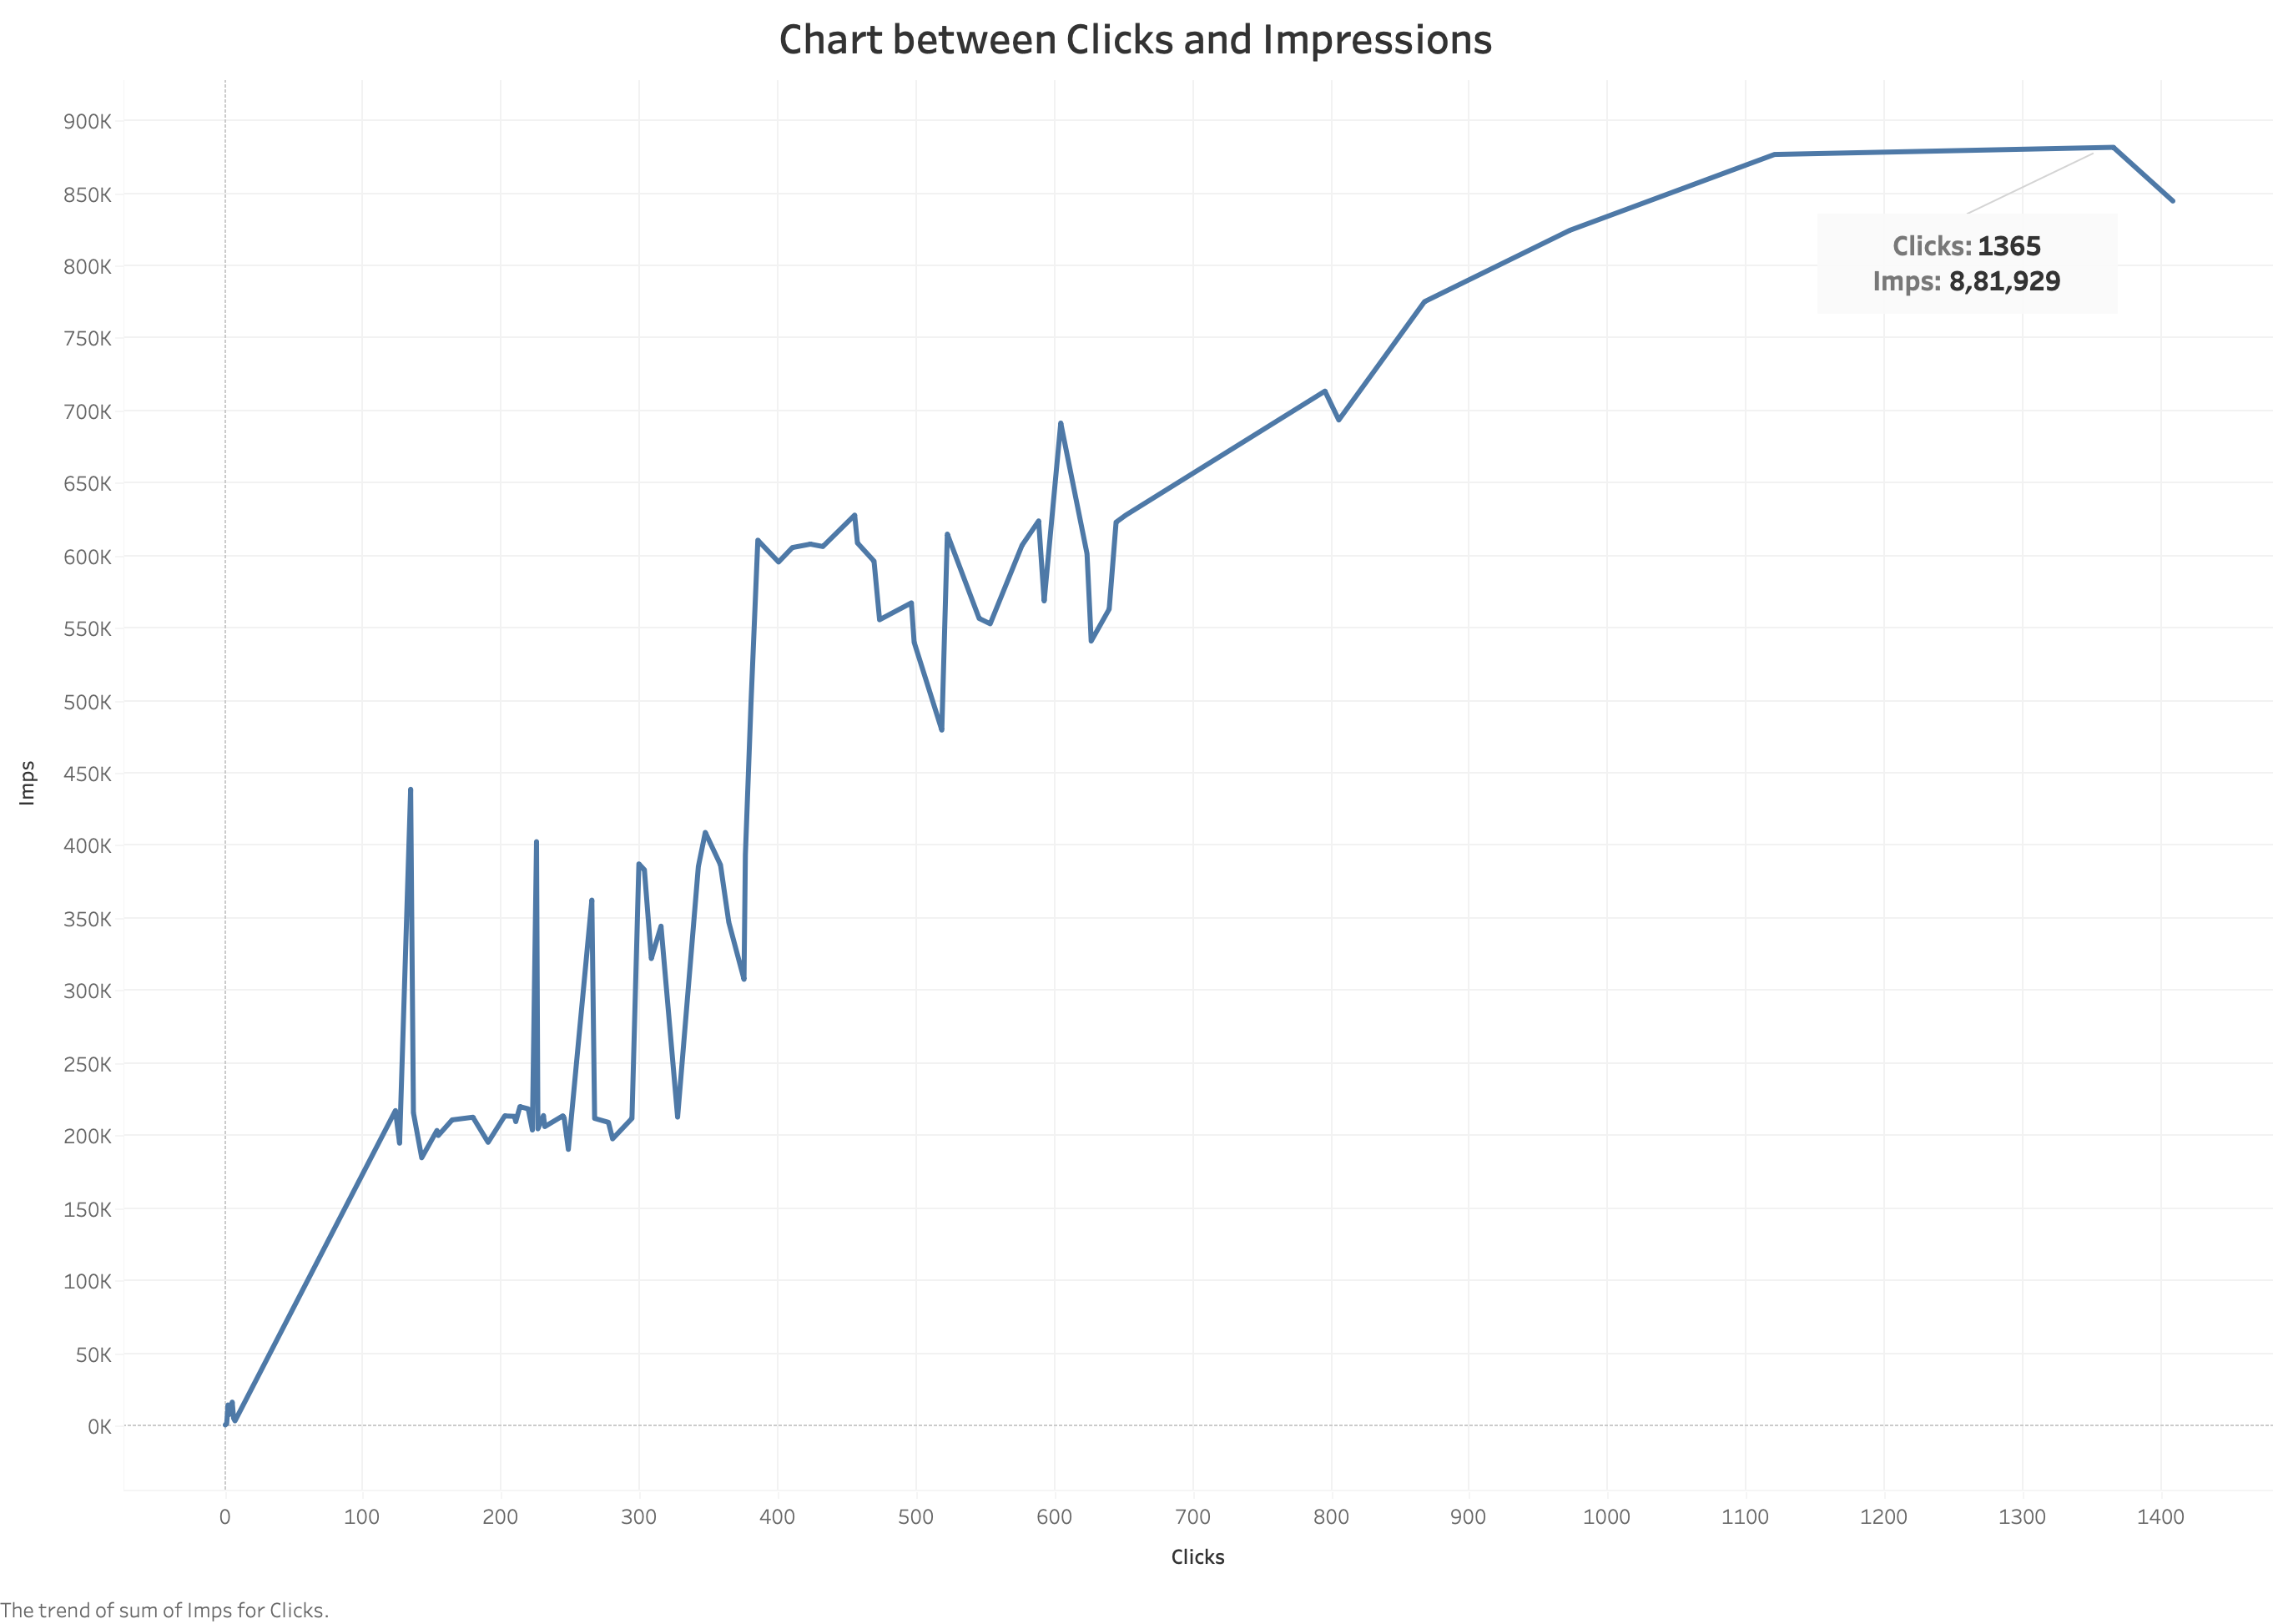 Chart between Clicks and Impressions
900K
850K
800K
750K
700K
650K
600K
550K
500K
450K
400K
350K
300K
250K
200K
150K
100K
50K
0K
Imps
Clicks: 1365
Imps: 8,81,929
0 100 200 300 400 500 600 700 800 900 1000 1100 1200 1300 1400
Clicks
The trend of sum of Imps for Clicks.